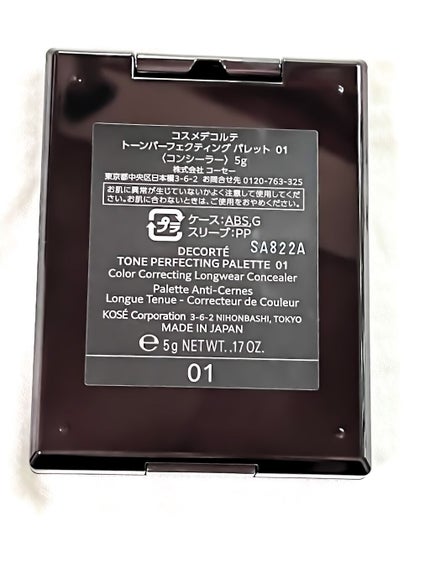 コスメデコルテ
トーンパーフェクティング パレット 01
〈コンシーラー〉5g
株式会社 コーセー
東京都中央区日本橋3-6-2 お問合せ先 0120-763-325
お肌に異常が生じていないかよく注意して使用してくだ
さい。お肌に合わないときは、ご使用をおやめください。
プラ ケース:ABS,G
スリーブ:PP
SA822A
DECORTÉ
TONE PERFECTING PALETTE 01
Color Correcting Longwear Concealer
Palette Anti-Cernes
Longue Tenue - Correcteur de Couleur
KOSÉ Corporation 3-6-2 NIHONBASHI, TOKYO
MADE IN JAPAN
e 5g NET WT. .17 OZ.
01